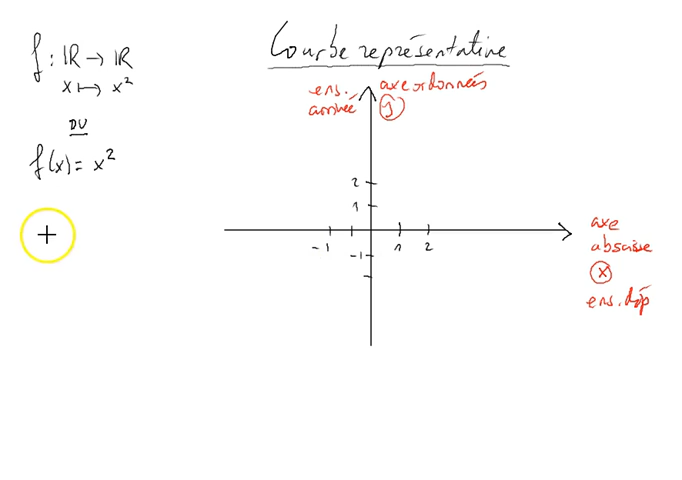 Courbe représentative
f : ℝ → ℝ
x ↦ x²
OU
f(x) = x²
ens.
arrivée
axe ordonnées
y
2
1
-1
1
2
-1
axe
abscisse
x
ens. dép